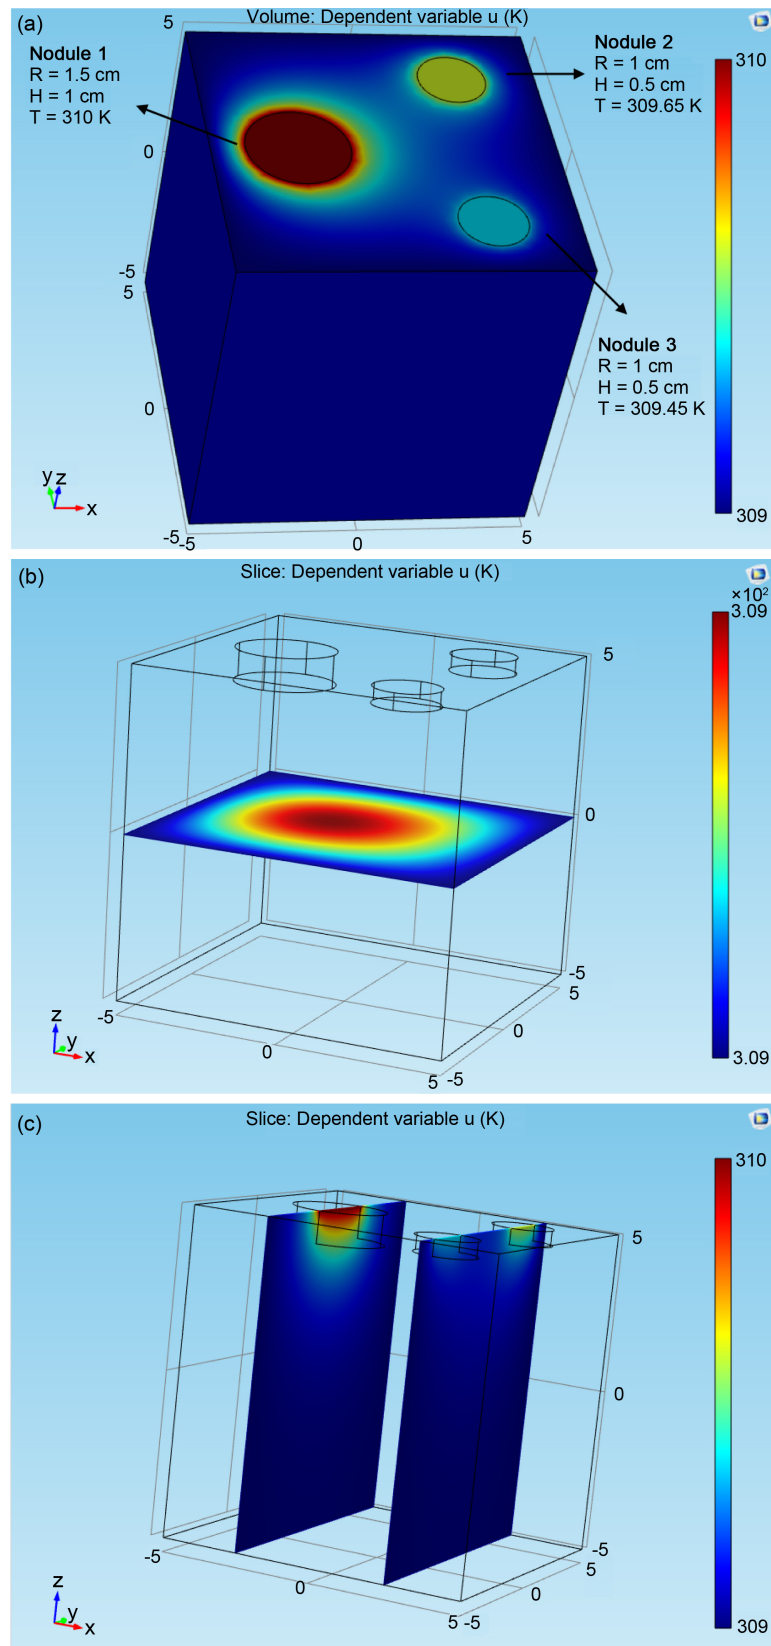 (a)
Volume: Dependent variable u (K)
Nodule 1
R = 1.5 cm
H = 1 cm
T = 310 K
Nodule 2
R = 1 cm
H = 0.5 cm
T = 309.65 K
Nodule 3
R = 1 cm
H = 0.5 cm
T = 309.45 K
5
0
-5
5
0
-5
-5
0
5
310
309
y z
x
(b)
Slice: Dependent variable u (K)
×10²
3.09
3.09
5
0
-5
5
0
-5
-5
0
5
z
y
x
(c)
Slice: Dependent variable u (K)
310
309
5
0
-5
5
0
-5
-5
0
5
z
y
x